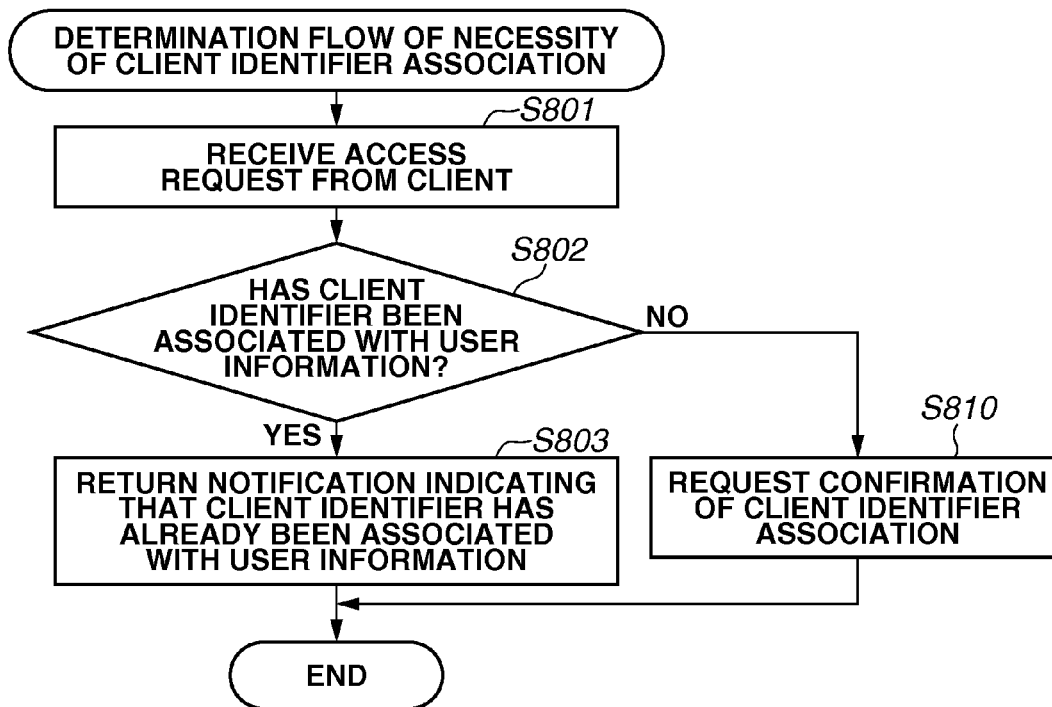 DETERMINATION FLOW OF NECESSITY
OF CLIENT IDENTIFIER ASSOCIATION
S801
RECEIVE ACCESS
REQUEST FROM CLIENT
S802
HAS CLIENT
IDENTIFIER BEEN
ASSOCIATED WITH USER
INFORMATION?
NO
YES
S803
RETURN NOTIFICATION INDICATING
THAT CLIENT IDENTIFIER HAS
ALREADY BEEN ASSOCIATED
WITH USER INFORMATION
S810
REQUEST CONFIRMATION
OF CLIENT IDENTIFIER
ASSOCIATION
END